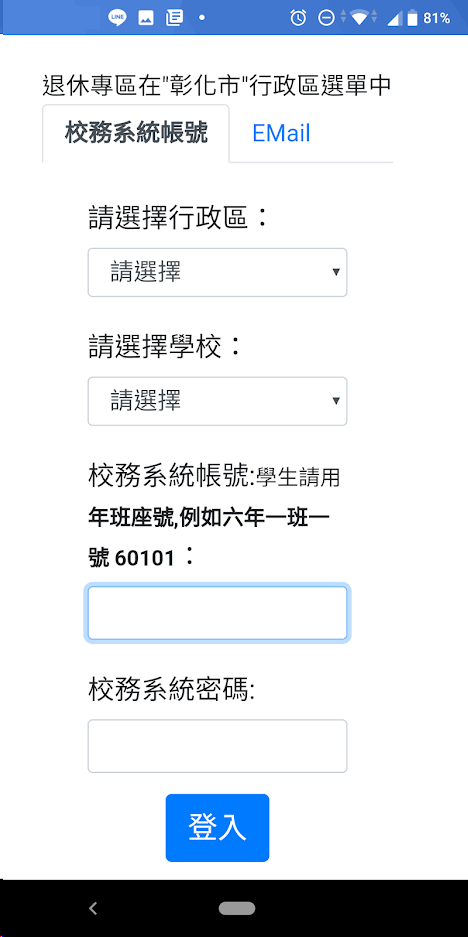 LINE 81%
退休專區在"彰化市"行政區選單中
校務系統帳號 EMail
請選擇行政區：
請選擇
請選擇學校：
請選擇
校務系統帳號:學生請用
年班座號,例如六年一班一
號 60101：
校務系統密碼:
登入